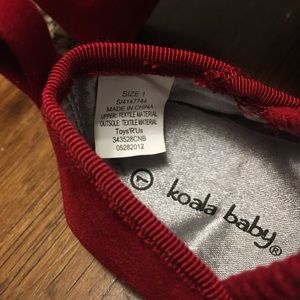 SIZE 1
S/4147744
MADE IN CHINA
UPPER: TEXTILE MATERIAL
OUTSOLE: TEXTILE MATERIAL
Toys'R'Us
343528CNB
05282012
1
koala baby®